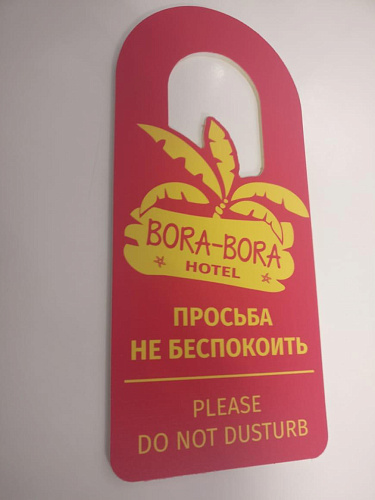 BORA-BORA
HOTEL
ПРОСЬБА
НЕ БЕСПОКОИТЬ
PLEASE
DO NOT DUSTURB